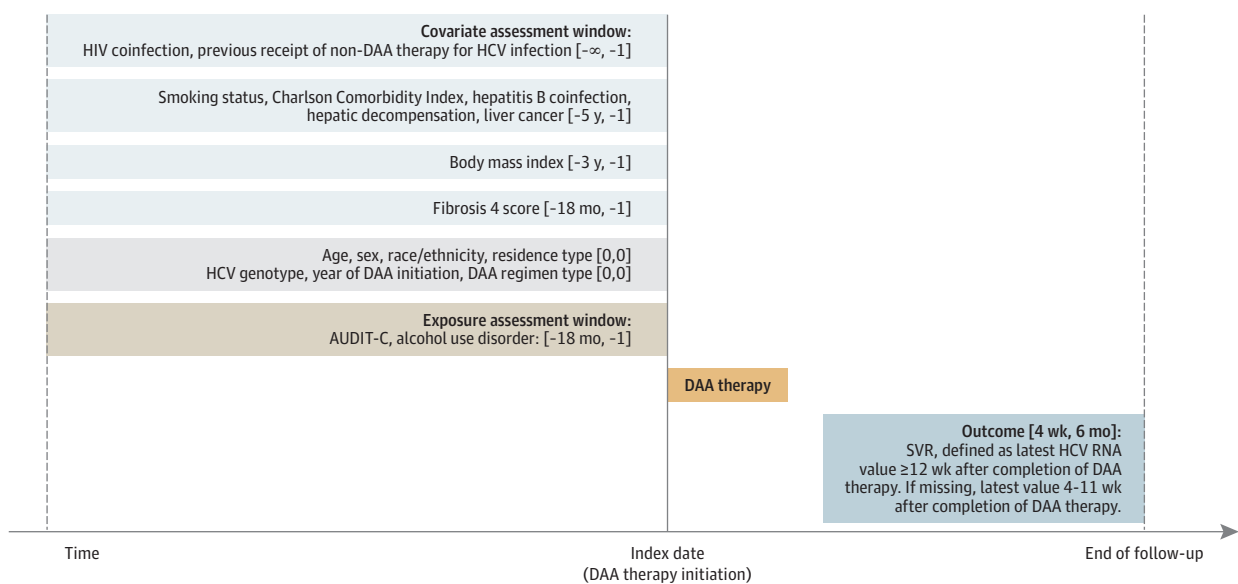 Covariate assessment window:
HIV coinfection, previous receipt of non-DAA therapy for HCV infection [-∞, -1]
Smoking status, Charlson Comorbidity Index, hepatitis B coinfection,
hepatic decompensation, liver cancer [-5 y, -1]
Body mass index [-3 y, -1]
Fibrosis 4 score [-18 mo, -1]
Age, sex, race/ethnicity, residence type [0,0]
HCV genotype, year of DAA initiation, DAA regimen type [0,0]
Exposure assessment window:
AUDIT-C, alcohol use disorder: [-18 mo, -1]
DAA therapy
Outcome [4 wk, 6 mo]:
SVR, defined as latest HCV RNA
value ≥12 wk after completion of DAA
therapy. If missing, latest value 4-11 wk
after completion of DAA therapy.
Time
Index date
(DAA therapy initiation)
End of follow-up